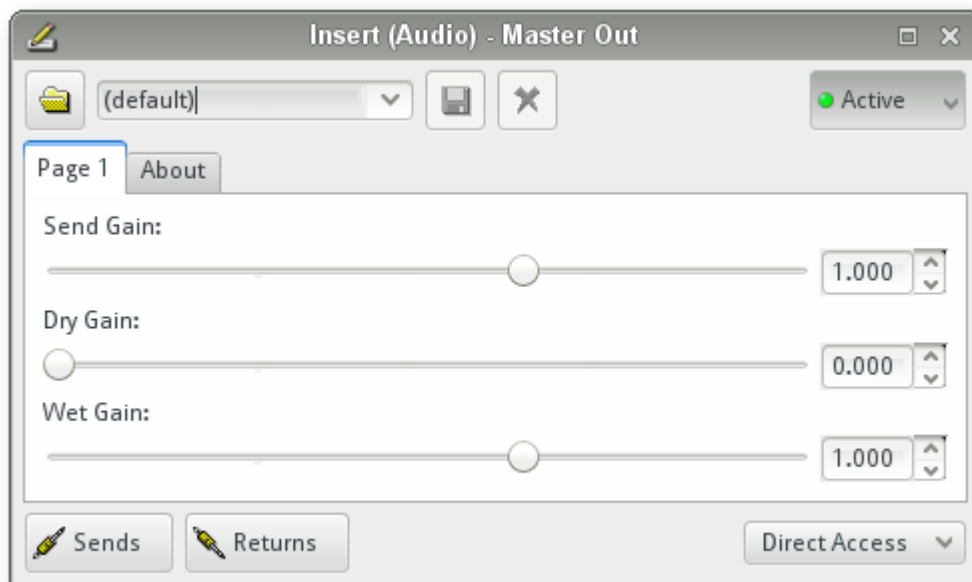 Insert (Audio) - Master Out
(default)
Active
Page 1
About
Send Gain:
1.000
Dry Gain:
0.000
Wet Gain:
1.000
Sends
Returns
Direct Access